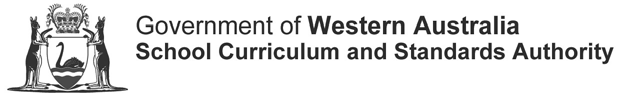 Government of Western Australia
School Curriculum and Standards Authority